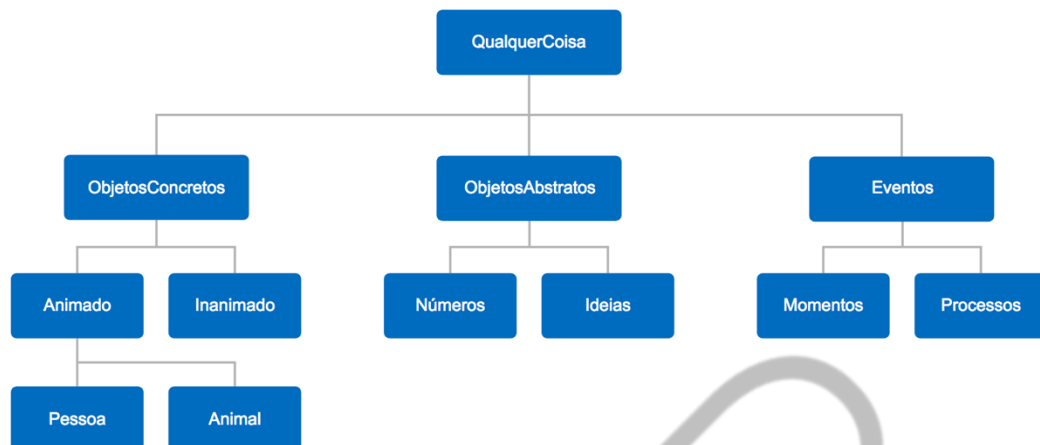 QualquerCoisa
ObjetosConcretos
ObjetosAbstratos
Eventos
Animado
Inanimado
Números
Ideias
Momentos
Processos
Pessoa
Animal